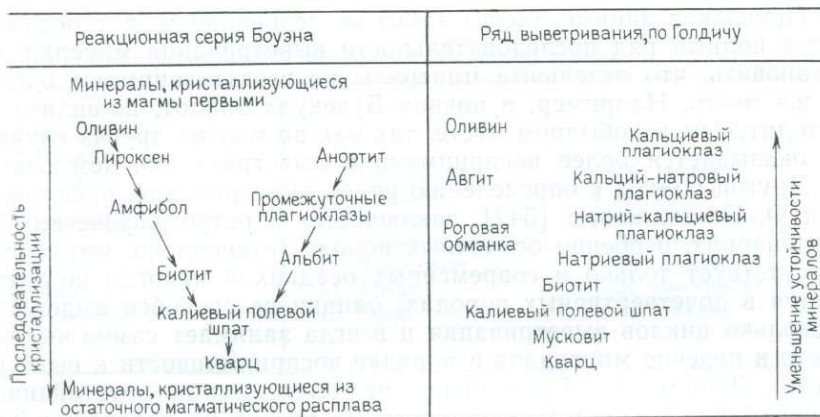 Реакционная серия Боуэна
Минералы, кристаллизующиеся
из магмы первыми
Оливин
Пироксен
Анортит
Амфибол
Промежуточные
плагиоклазы
Альбит
Биотит
Калиевый полевой
шпат
Кварц
Минералы, кристаллизующиеся из
остаточного магматического расплава
Последовательность
кристаллизации
Ряд выветривания, по Голдичу
Оливин
Кальциевый
плагиоклаз
Авгит
Кальций-натровый
плагиоклаз
Роговая
обманка
Натрий-кальциевый
плагиоклаз
Натриевый плагиоклаз
Биотит
Калиевый полевой шпат
Мусковит
Кварц
Уменьшение устойчивости
минералов